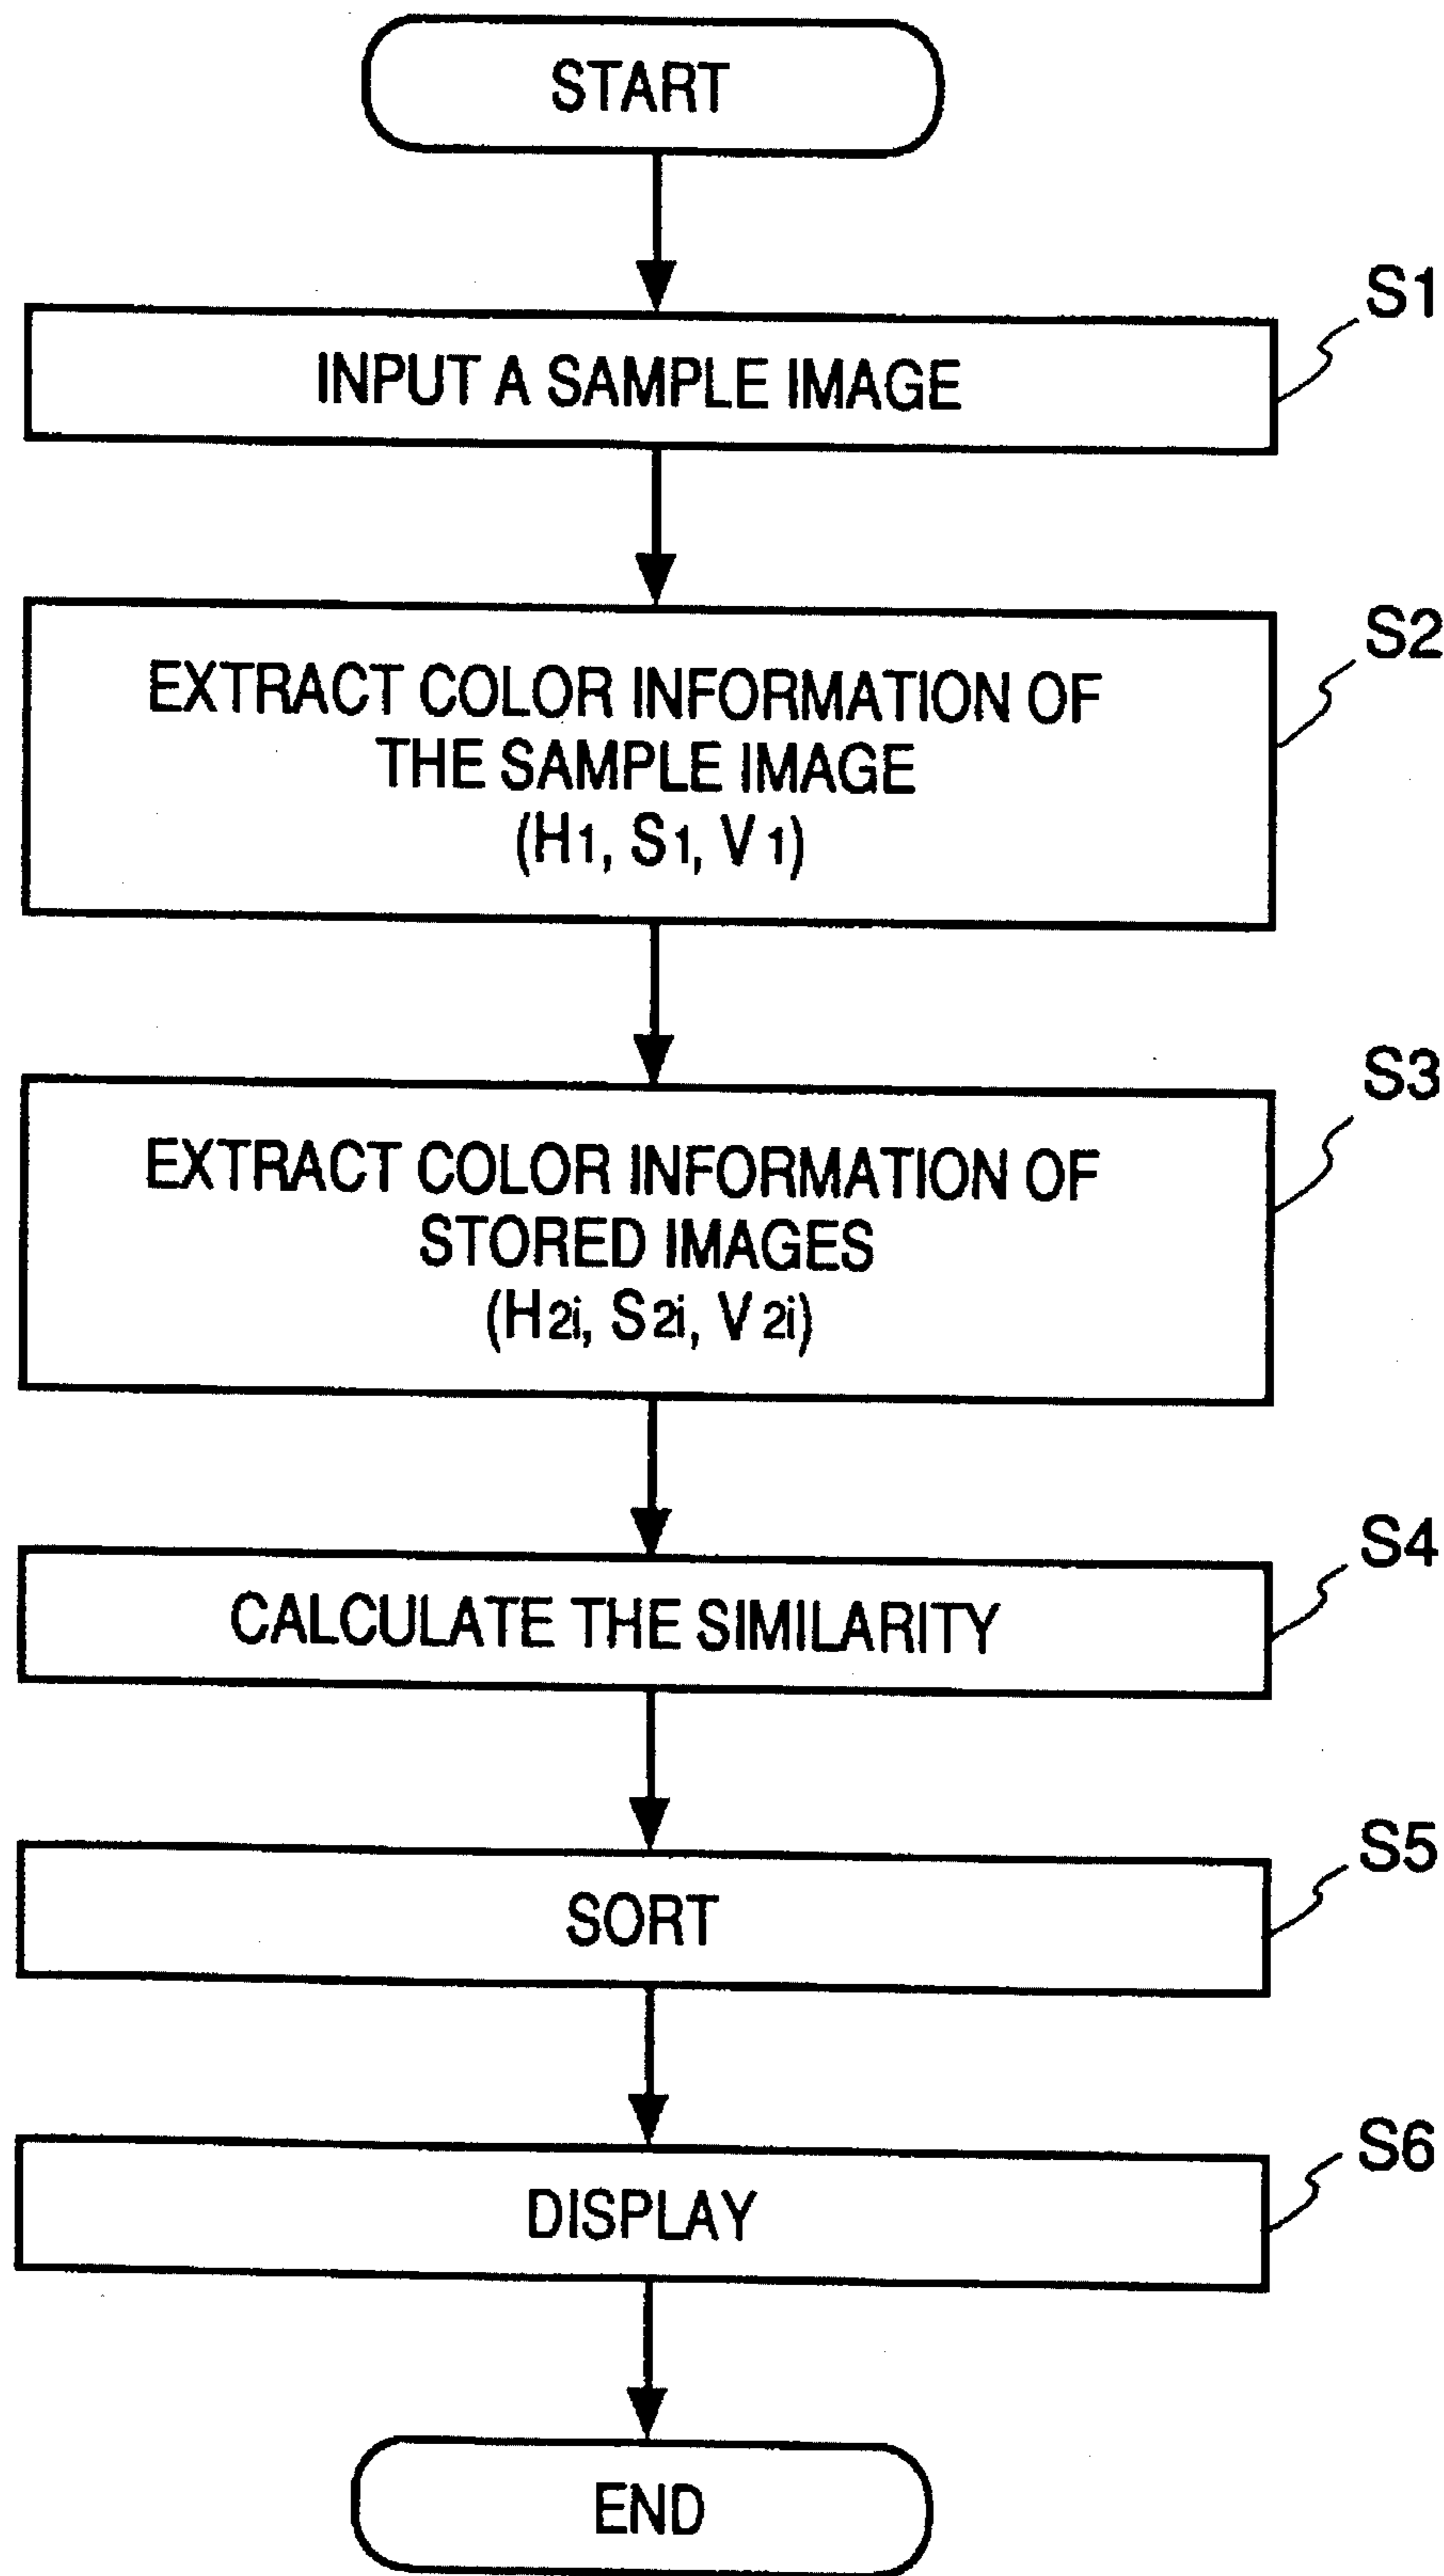 START
S1
INPUT A SAMPLE IMAGE
S2
EXTRACT COLOR INFORMATION OF
THE SAMPLE IMAGE
(H1, S1, V1)
S3
EXTRACT COLOR INFORMATION OF
STORED IMAGES
(H2i, S2i, V2i)
S4
CALCULATE THE SIMILARITY
S5
SORT
S6
DISPLAY
END